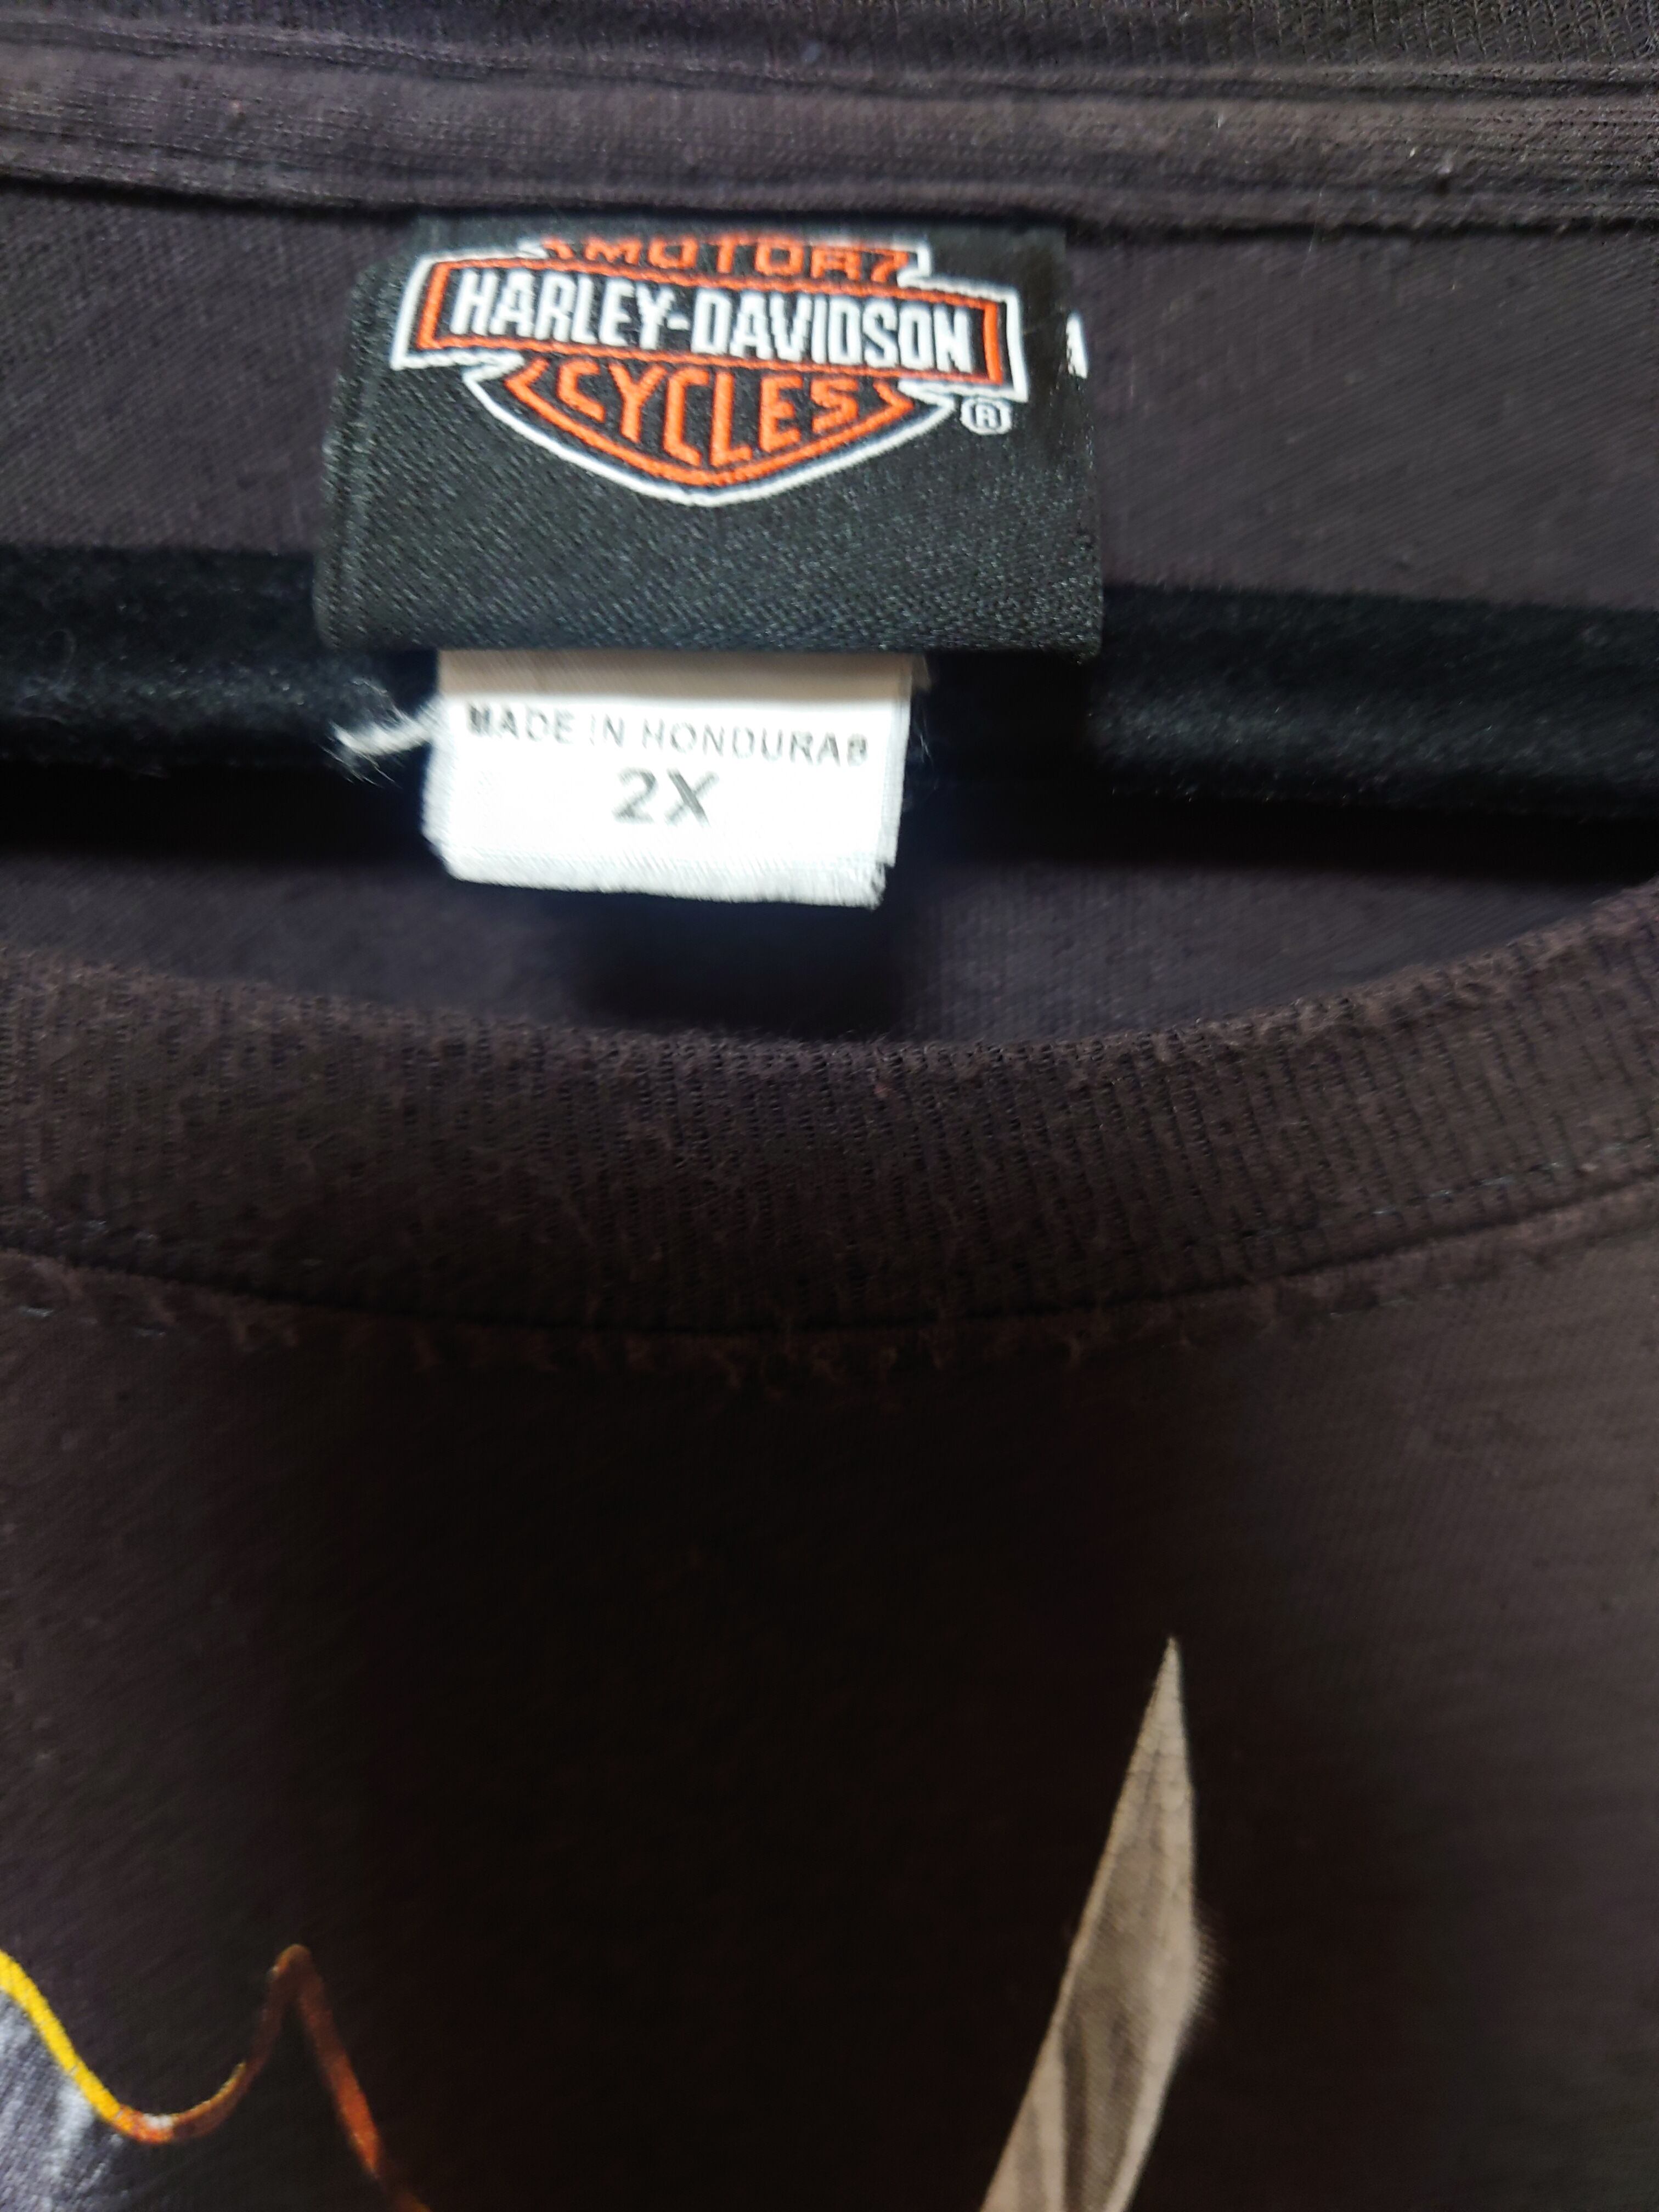 MOTOR
HARLEY-DAVIDSON
CYCLES
®
MADE IN HONDURAS
2X